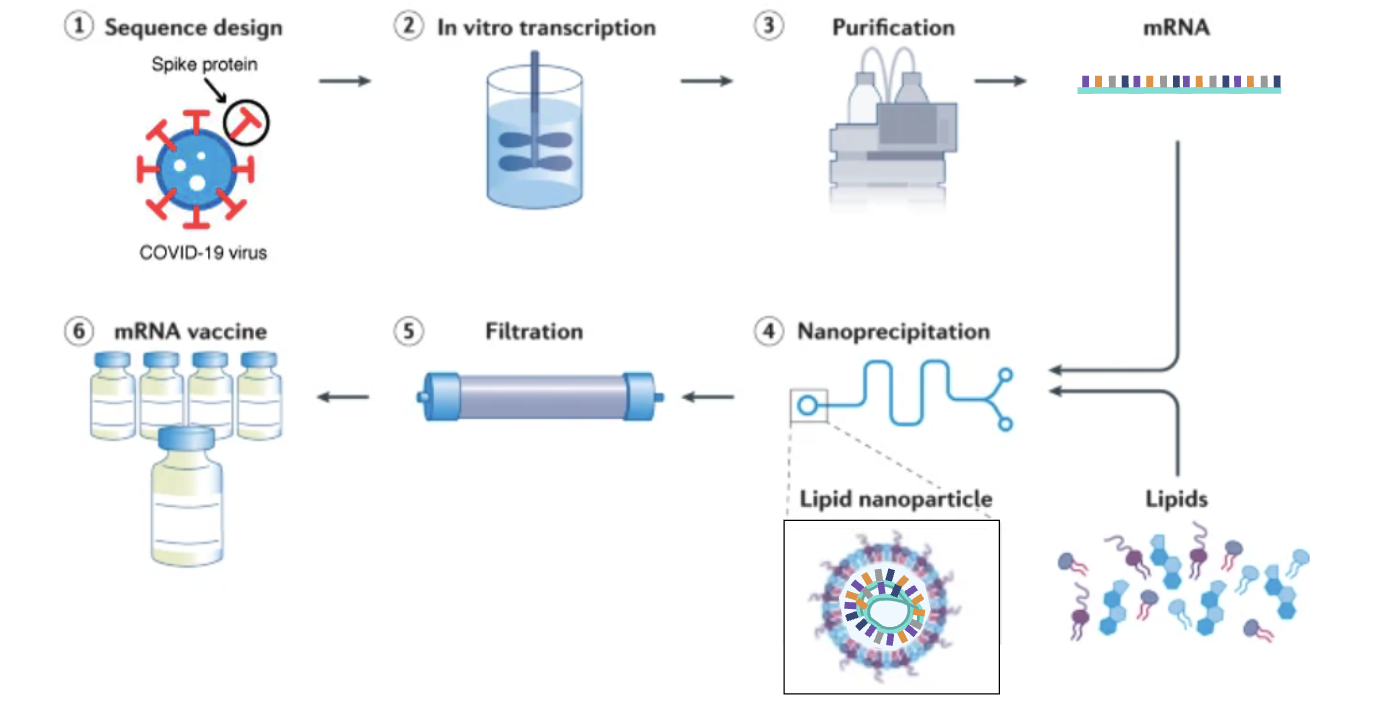 ① Sequence design
Spike protein
COVID-19 virus
② In vitro transcription
③ Purification
mRNA
④ Nanoprecipitation
Lipid nanoparticle
Lipids
⑤ Filtration
⑥ mRNA vaccine